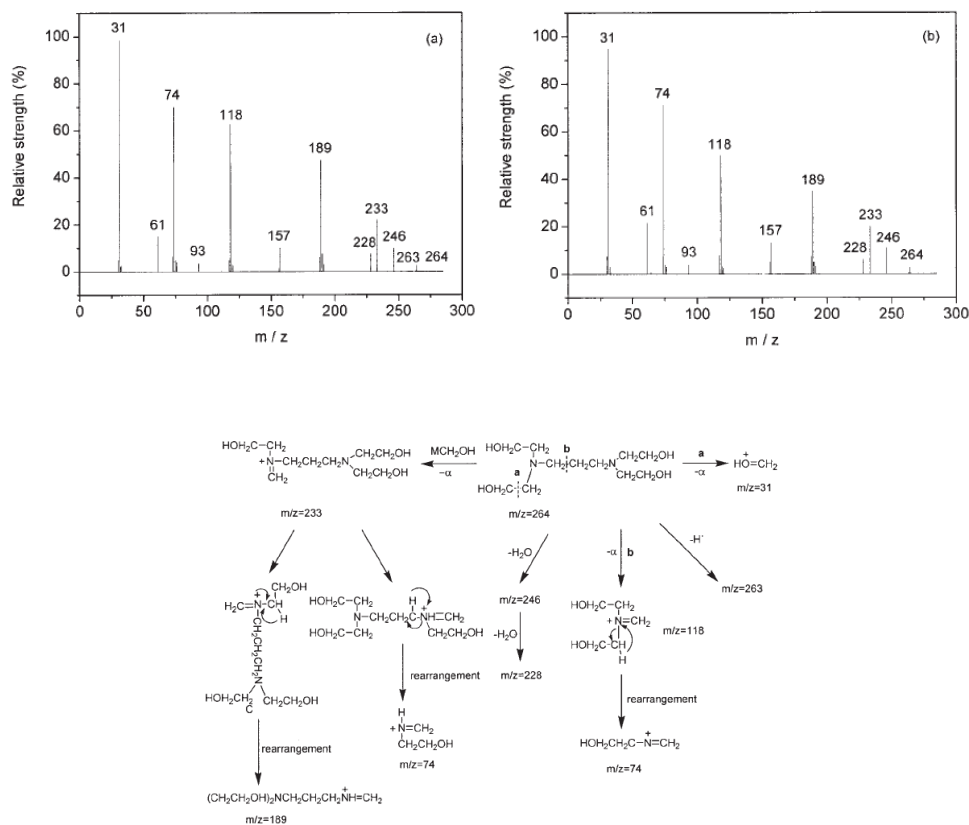 (a)
Relative strength (%)
100
80
60
40
20
0
31
74
118
61
93
157
189
228
233
246
263
264
0
50
100
150
200
250
300
m / z
(b)
Relative strength (%)
100
80
60
40
20
0
31
74
118
61
93
157
189
228
233
246
264
0
50
100
150
200
250
300
m / z
HOH₂C-CH₂
+N-CH₂CH₂CH₂N
CH₂
CH₂CH₂OH
CH₂CH₂OH
m/z=233
MCH₂OH
-α
HOH₂C-CH₂
b
N-CH₂CH₂CH₂N
CH₂CH₂OH
CH₂CH₂OH
a
HOH₂C-CH₂
m/z=264
a
-α
+
HO=CH₂
m/z=31
CH₂OH
H₂C=N-CH
+
H
CH₂CH₂CH₂
N
HOH₂CH₂
C
CH₂CH₂OH
rearrangement
(CH₂CH₂OH)₂NCH₂CH₂CH₂NH=CH₂
+
m/z=189
HOH₂C-CH₂
H
N-CH₂CH₂CHNH=CH₂
+
HOH₂C-CH₂
CH₂CH₂OH
rearrangement
H
+N=CH₂
CH₂CH₂OH
m/z=74
-H₂O
m/z=246
-H₂O
m/z=228
-α
b
HOH₂C-CH₂
+N=CH₂
HOH₂C-CH
H
m/z=118
rearrangement
HOH₂CH₂C-N=CH₂
+
m/z=74
-H˙
m/z=263